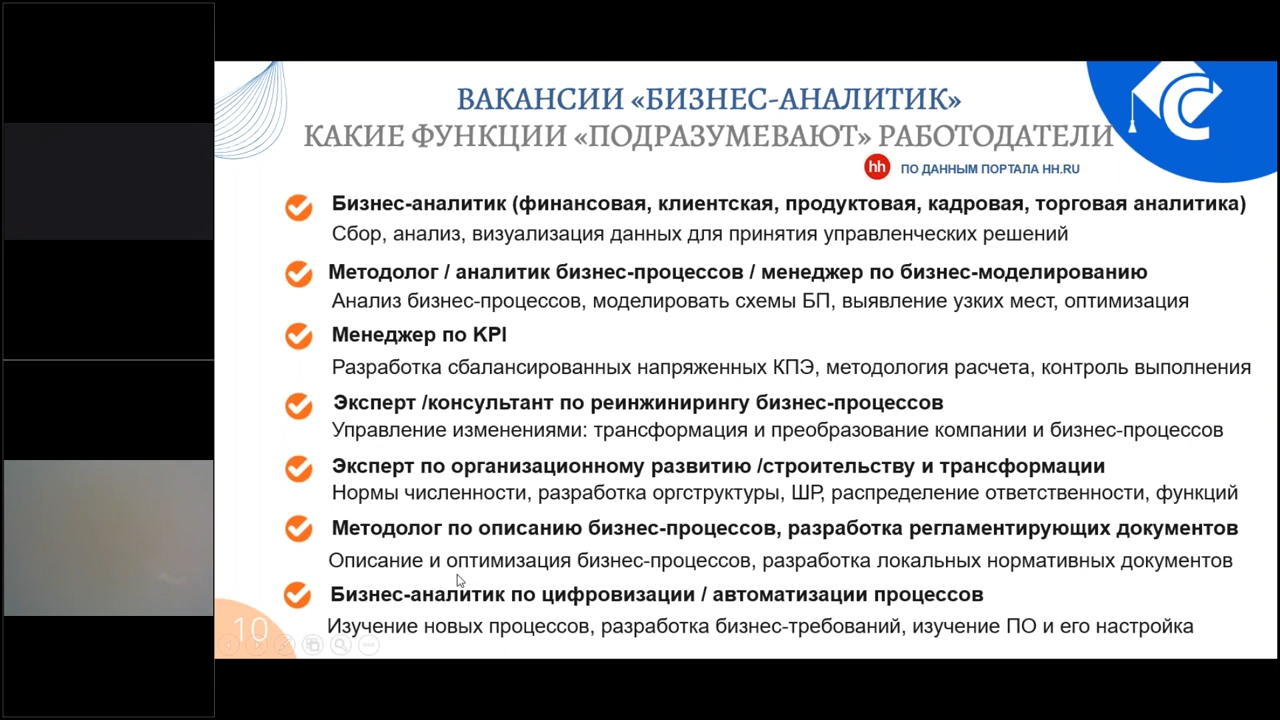 ВАКАНСИИ «БИЗНЕС-АНАЛИТИК»
КАКИЕ ФУНКЦИИ «ПОДРАЗУМЕВАЮТ» РАБОТОДАТЕЛИ
hh ПО ДАННЫМ ПОРТАЛА HH.RU
Бизнес-аналитик (финансовая, клиентская, продуктовая, кадровая, торговая аналитика)
Сбор, анализ, визуализация данных для принятия управленческих решений
Методолог / аналитик бизнес-процессов / менеджер по бизнес-моделированию
Анализ бизнес-процессов, моделировать схемы БП, выявление узких мест, оптимизация
Менеджер по KPI
Разработка сбалансированных напряженных КПЭ, методология расчета, контроль выполнения
Эксперт /консультант по реинжинирингу бизнес-процессов
Управление изменениями: трансформация и преобразование компании и бизнес-процессов
Эксперт по организационному развитию /строительству и трансформации
Нормы численности, разработка оргструктуры, ШР, распределение ответственности, функций
Методолог по описанию бизнес-процессов, разработка регламентирующих документов
Описание и оптимизация бизнес-процессов, разработка локальных нормативных документов
Бизнес-аналитик по цифровизации / автоматизации процессов
Изучение новых процессов, разработка бизнес-требований, изучение ПО и его настройка
10